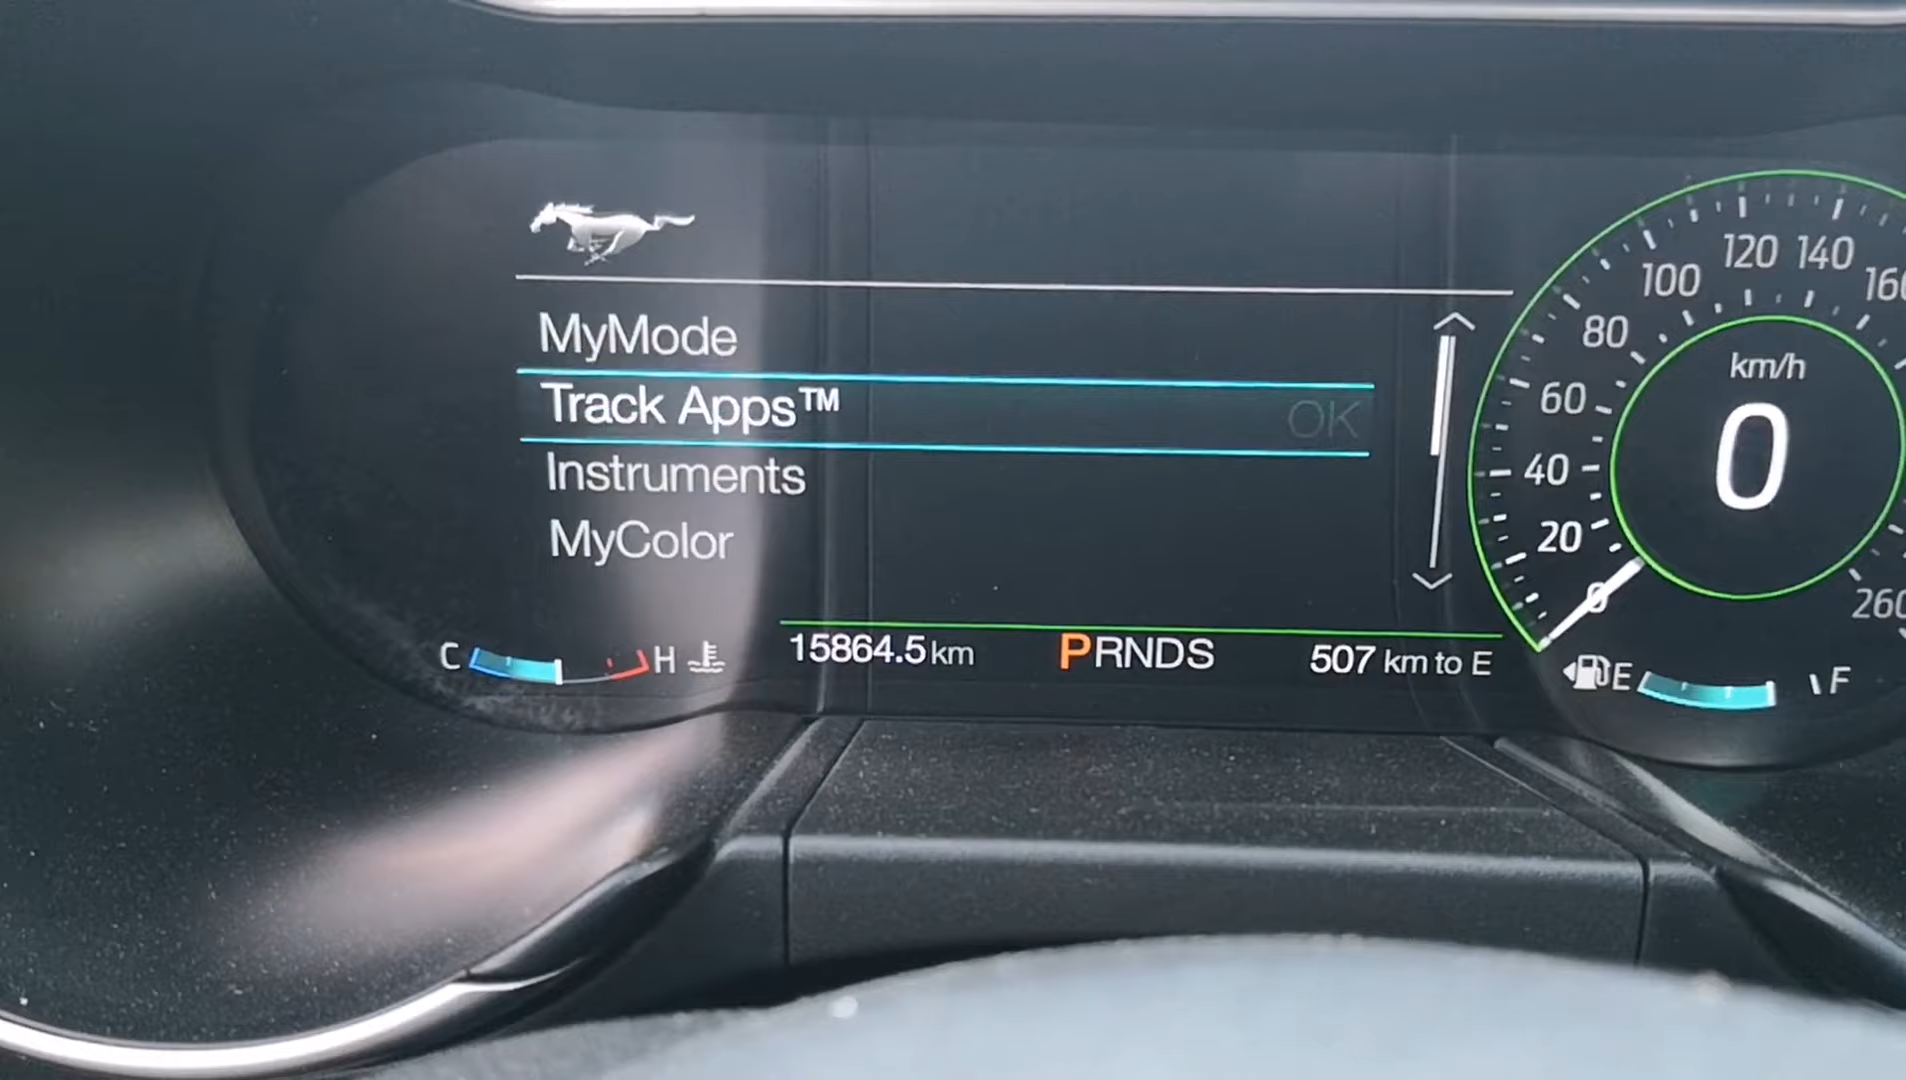 MyMode
Track Apps™
OK
Instruments
MyColor
C
H
15864.5 km
PRNDS
507 km to E
km/h
0
0
20
40
60
80
100
120
140
260
E
F